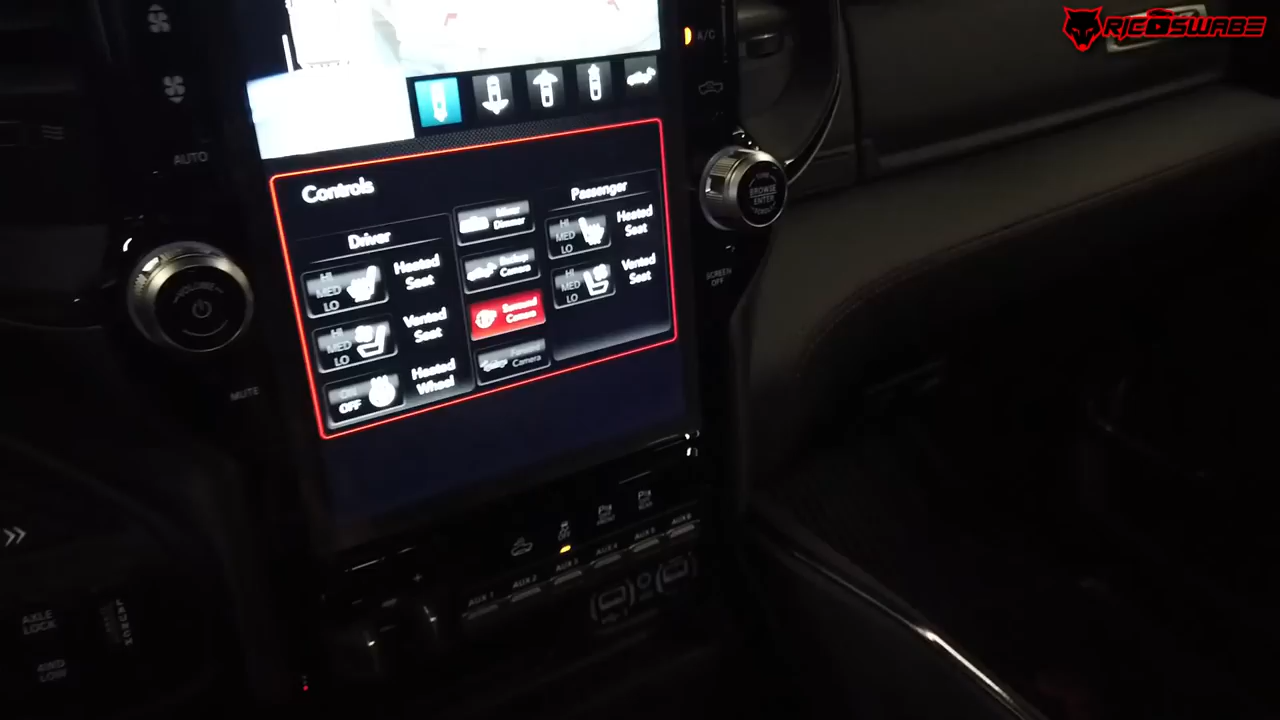 RICOSWABE
A/C
AUTO
Controls
Driver
HI
MED
LO
Heated
Seat
HI
MED
LO
Vented
Seat
ON
OFF
Heated
Wheel
Mirror
Dimmer
Backup
Camera
Surround
Camera
Forward
Camera
Passenger
HI
MED
LO
Heated
Seat
HI
MED
LO
Vented
Seat
VOLUME
MUTE
BROWSE
ENTER
SCREEN
OFF
OFF
AUX 1
AUX 2
AUX 3
AUX 4
AUX 5
AUX 6
AXLE
LOCK
4WD
LOW
LAUNCH